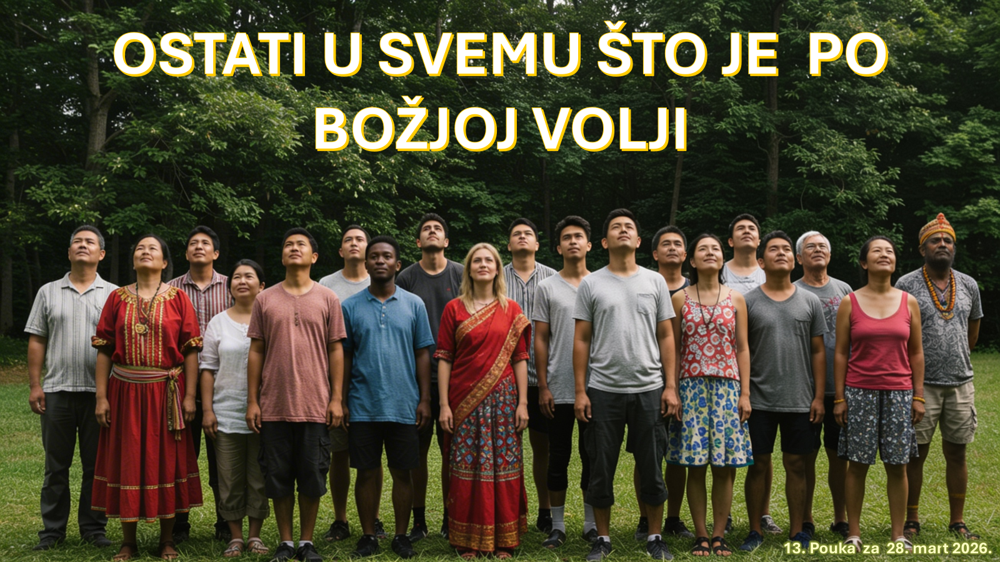 OSTATI U SVEMU ŠTO JE PO
BOŽJOJ VOLJI
13. Pouka za 28. mart 2026.